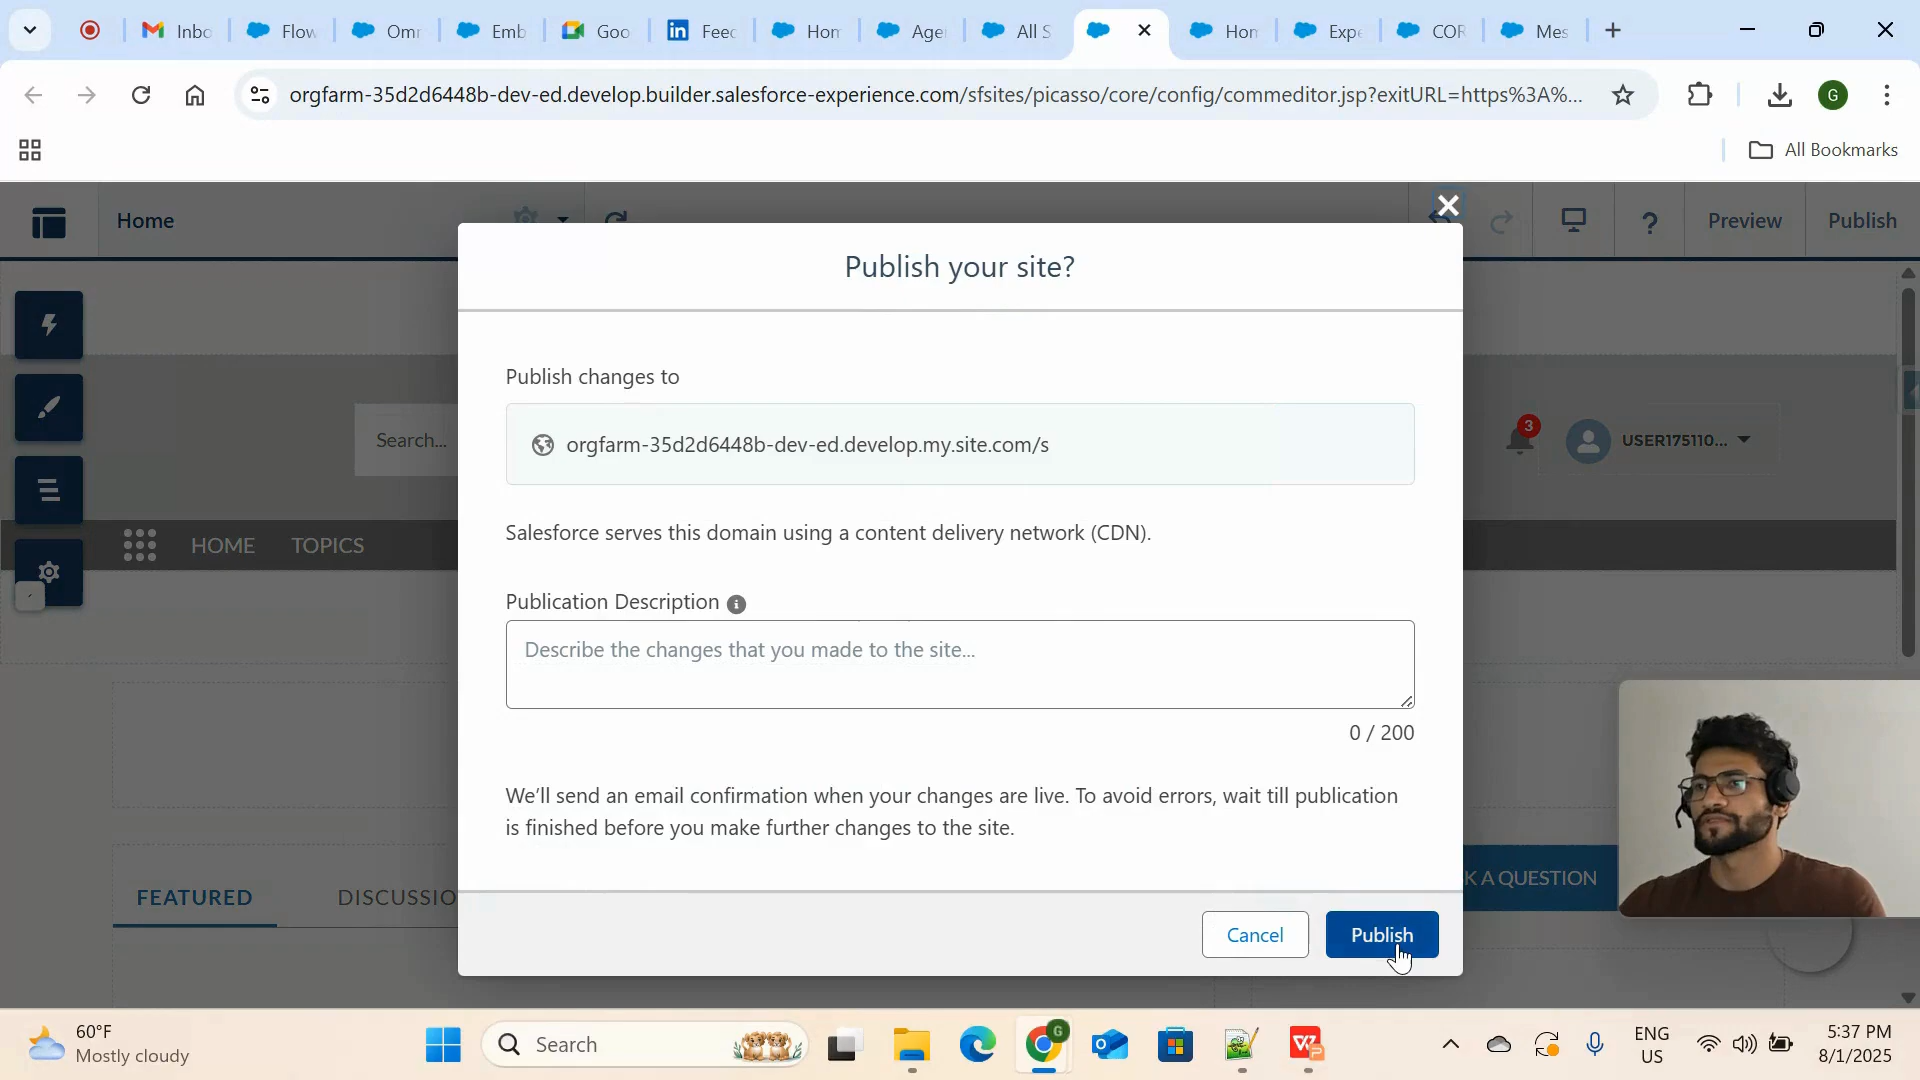 Inbo
Flow
Omr
Emb
Goo
Feed
Hom
Age
All S
Hom
Expe
COR
Mes
orgfarm-35d2d6448b-dev-ed.develop.builder.salesforce-experience.com/sfsites/picasso/core/config/commeditor.jsp?exitURL=https%3A%...
G
All Bookmarks
Home
Preview
Publish
Publish your site?
Publish changes to
orgfarm-35d2d6448b-dev-ed.develop.my.site.com/s
Search...
3
USER175110...
Salesforce serves this domain using a content delivery network (CDN).
HOME
TOPICS
Publication Description
Describe the changes that you made to the site...
0 / 200
We'll send an email confirmation when your changes are live. To avoid errors, wait till publication
is finished before you make further changes to the site.
FEATURED
DISCUSSIO
K A QUESTION
Cancel
Publish
60°F
Mostly cloudy
Search
G
ENG
US
5:37 PM
8/1/2025